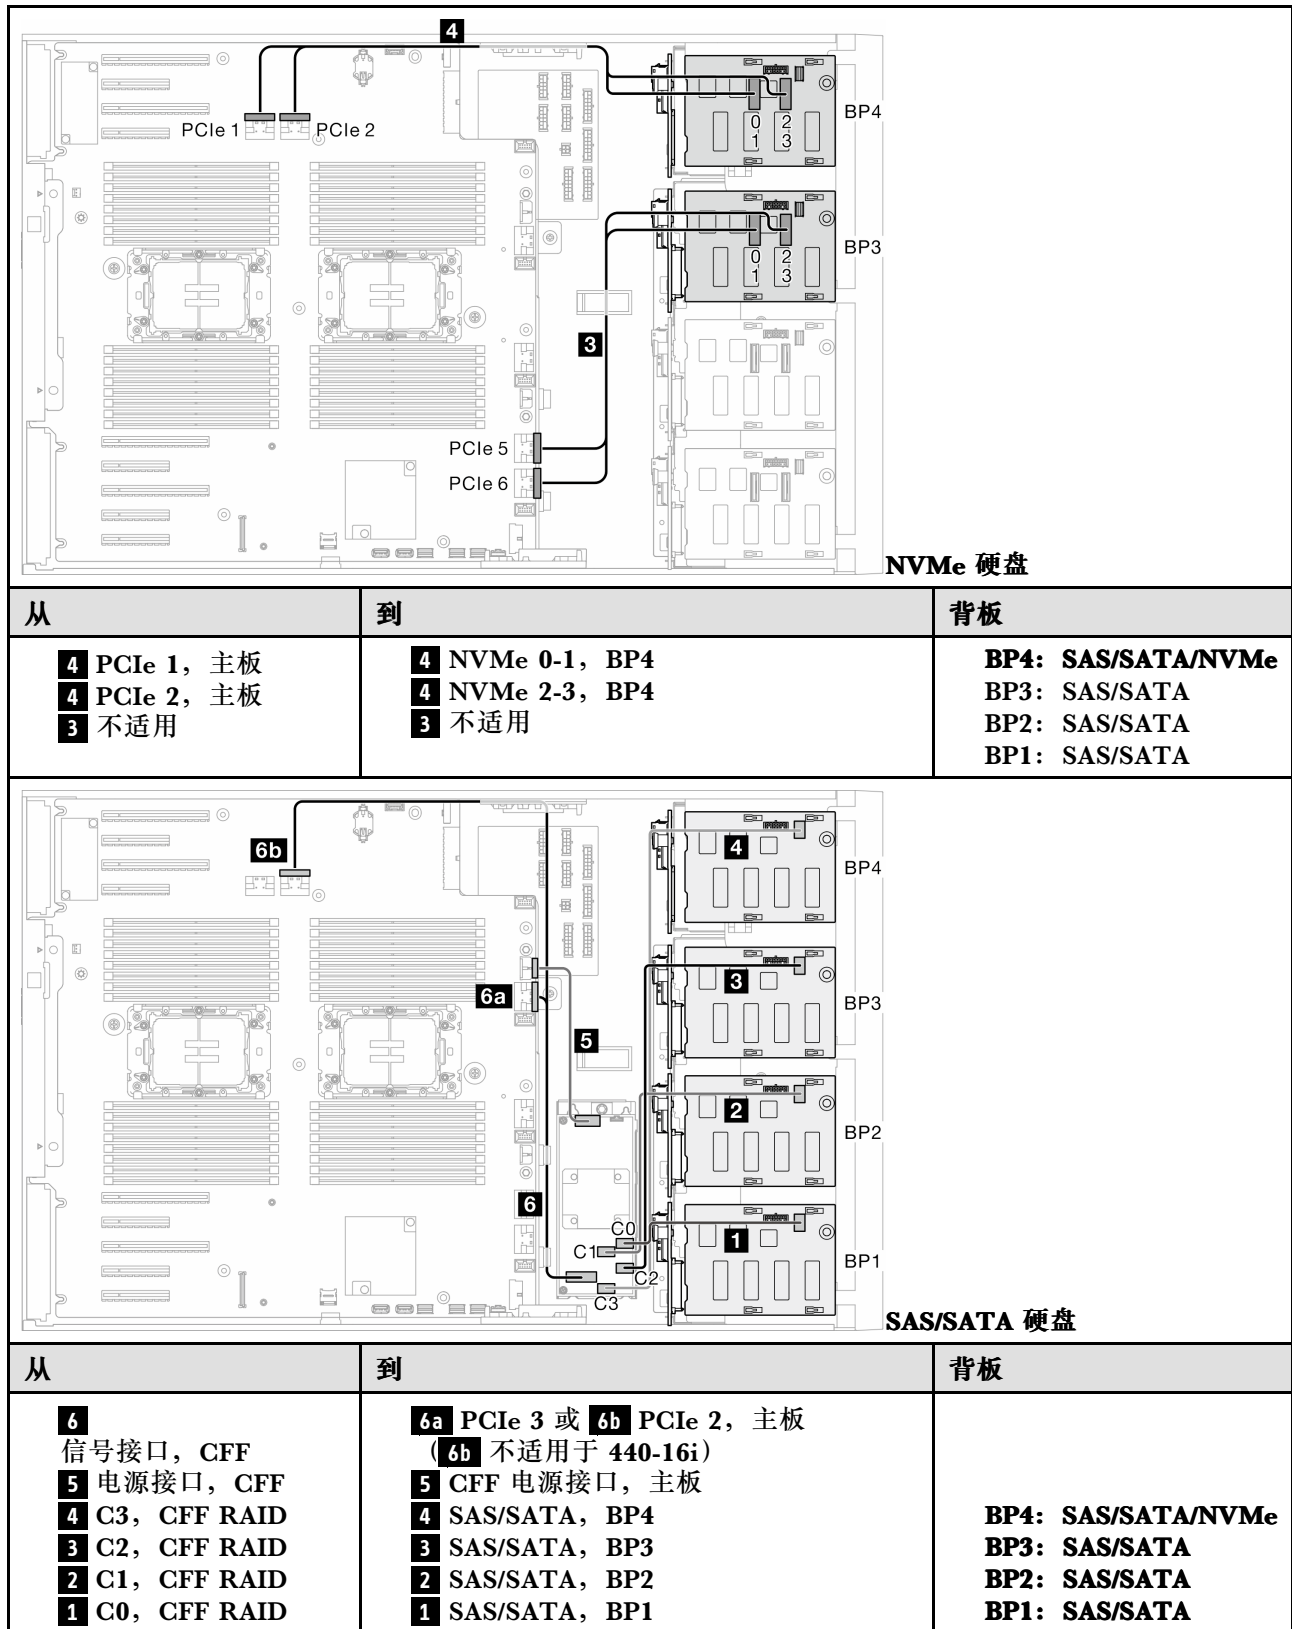 4
PCIe 1
PCIe 2
0 2
1 3
BP4
0 2
1 3
BP3
3
PCIe 5
PCIe 6
NVMe 硬盘
从 到 背板
4 PCIe 1，主板 4 NVMe 0-1，BP4 BP4：SAS/SATA/NVMe
4 PCIe 2，主板 4 NVMe 2-3，BP4 BP3：SAS/SATA
3 不适用 3 不适用 BP2：SAS/SATA
BP1：SAS/SATA
6b
4
BP4
3
6a
BP3
5
2
BP2
6
C0
1
C1
BP1
C2
C3
SAS/SATA 硬盘
从 到 背板
6 6a PCIe 3 或 6b PCIe 2，主板
信号接口，CFF （6b 不适用于 440-16i）
5 电源接口，CFF 5 CFF 电源接口，主板
4 C3，CFF RAID 4 SAS/SATA，BP4 BP4：SAS/SATA/NVMe
3 C2，CFF RAID 3 SAS/SATA，BP3 BP3：SAS/SATA
2 C1，CFF RAID 2 SAS/SATA，BP2 BP2：SAS/SATA
1 C0，CFF RAID 1 SAS/SATA，BP1 BP1：SAS/SATA